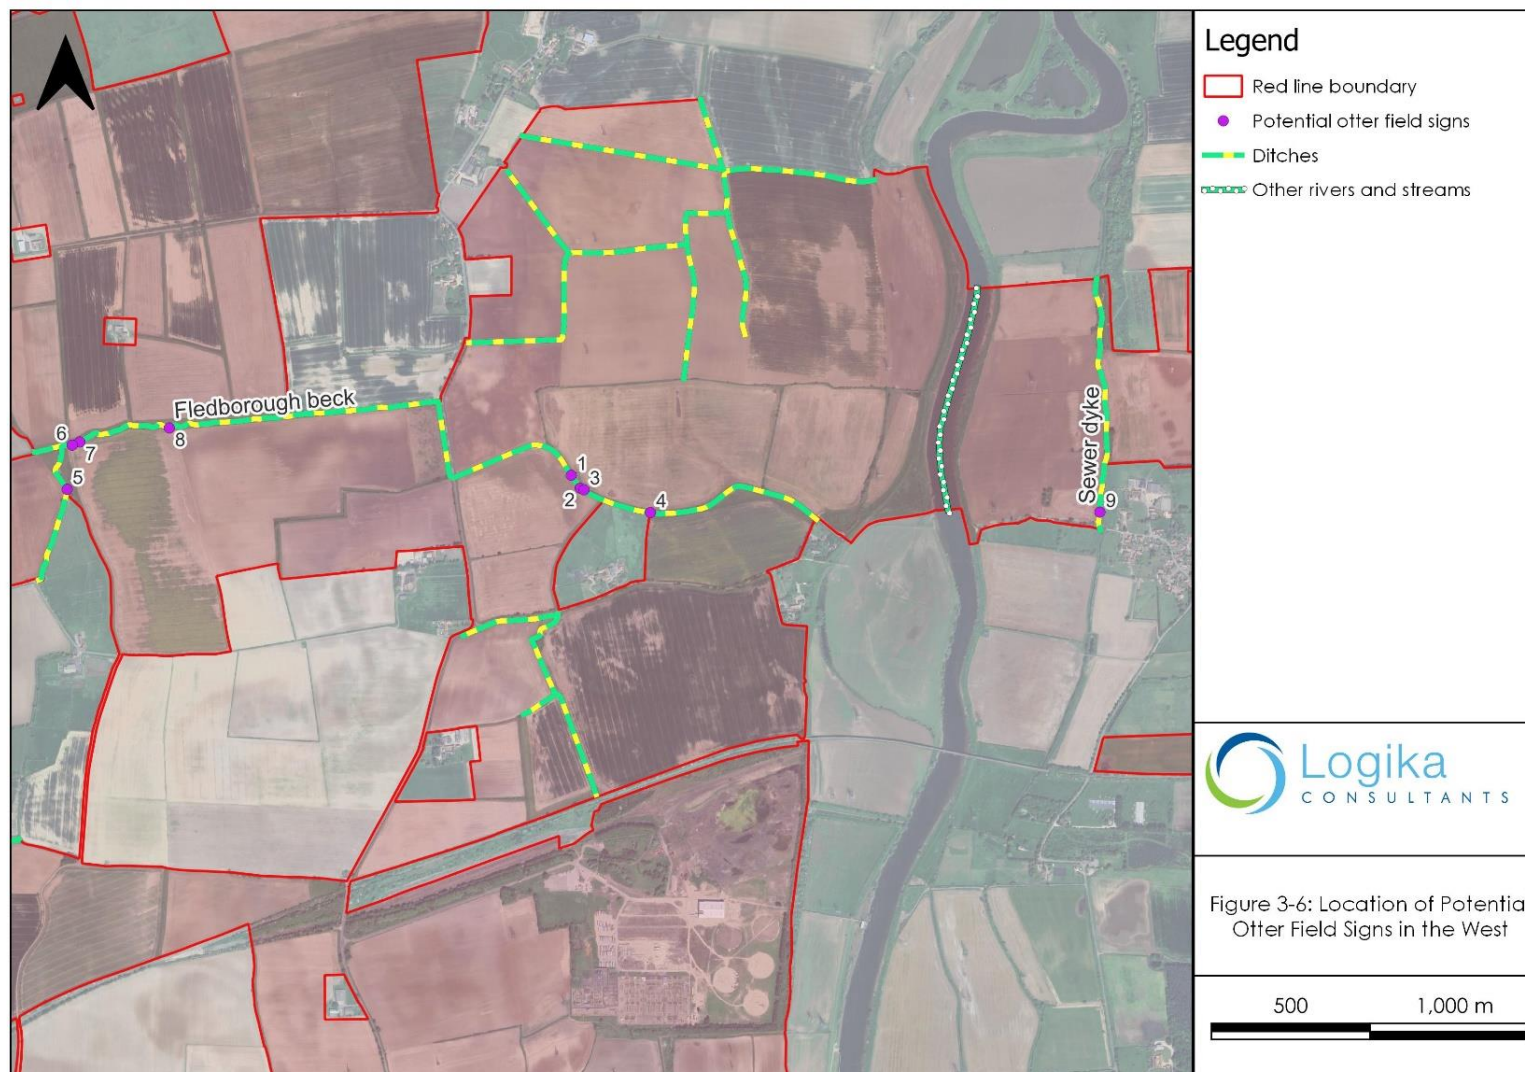 Legend
Red line boundary
Potential otter field signs
Ditches
Other rivers and streams
Fledborough beck
Sewer dyke
6
7
8
5
1
3
2
4
9
Logika
CONSULTANTS
Figure 3-6: Location of Potentia
Otter Field Signs in the West
500 1,000 m